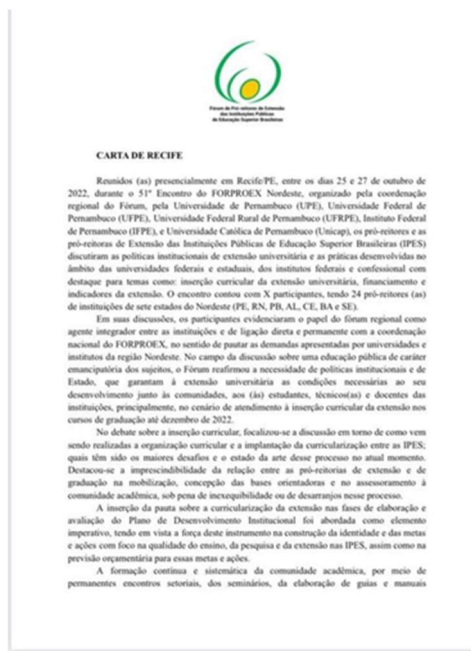 Fórum de Pró-reitores de Extensão
das Instituições Públicas
de Educação Superior Brasileiras
CARTA DE RECIFE
Reunidos (as) presencialmente em Recife/PE, entre os dias 25 e 27 de outubro de
2022, durante o 51º Encontro do FORPROEX Nordeste, organizado pela coordenação
regional do Fórum, pela Universidade de Pernambuco (UPE), Universidade Federal de
Pernambuco (UFPE), Universidade Federal Rural de Pernambuco (UFRPE), Instituto Federal
de Pernambuco (IFPE), e Universidade Católica de Pernambuco (Unicap), os pró-reitores e as
pró-reitoras de Extensão das Instituições Públicas de Educação Superior Brasileiras (IPES)
discutiram as políticas institucionais de extensão universitária e as práticas desenvolvidas no
âmbito das universidades federais e estaduais, dos institutos federais e confessional com
destaque para temas como: inserção curricular da extensão universitária, financiamento e
indicadores da extensão. O encontro contou com X participantes, tendo 24 pró-reitores (as)
de instituições de sete estados do Nordeste (PE, RN, PB, AL, CE, BA e SE).
Em suas discussões, os participantes evidenciaram o papel do fórum regional como
agente integrador entre as instituições e de ligação direta e permanente com a coordenação
nacional do FORPROEX, no sentido de pautar as demandas apresentadas por universidades e
institutos da região Nordeste. No campo da discussão sobre uma educação pública de caráter
emancipatória dos sujeitos, o Fórum reafirmou a necessidade de políticas institucionais e de
Estado, que garantam à extensão universitária as condições necessárias ao seu
desenvolvimento junto às comunidades, aos (às) estudantes, técnicos(as) e docentes das
instituições, principalmente, no cenário de atendimento à inserção curricular da extensão nos
cursos de graduação até dezembro de 2022.
No debate sobre a inserção curricular, focalizou-se a discussão em torno de como vem
sendo realizadas a organização curricular e a implantação da curricularização entre as IPES;
quais têm sido os maiores desafios e o estado da arte desse processo no atual momento.
Destacou-se a imprescindibilidade da relação entre as pró-reitorias de extensão e de
graduação na mobilização, concepção das bases orientadoras e no assessoramento à
comunidade acadêmica, sob pena de inexequibilidade ou de desarranjos nesse processo.
A inserção da pauta sobre a curricularização da extensão nas fases de elaboração e
avaliação do Plano de Desenvolvimento Institucional foi abordada como elemento
imperativo, tendo em vista a força deste instrumento na construção da identidade e das metas
e ações com foco na qualidade do ensino, da pesquisa e da extensão nas IPES, assim como na
previsão orçamentária para essas metas e ações.
A formação contínua e sistemática da comunidade acadêmica, por meio de
permanentes encontros setoriais, dos seminários, da elaboração de guias e manuais